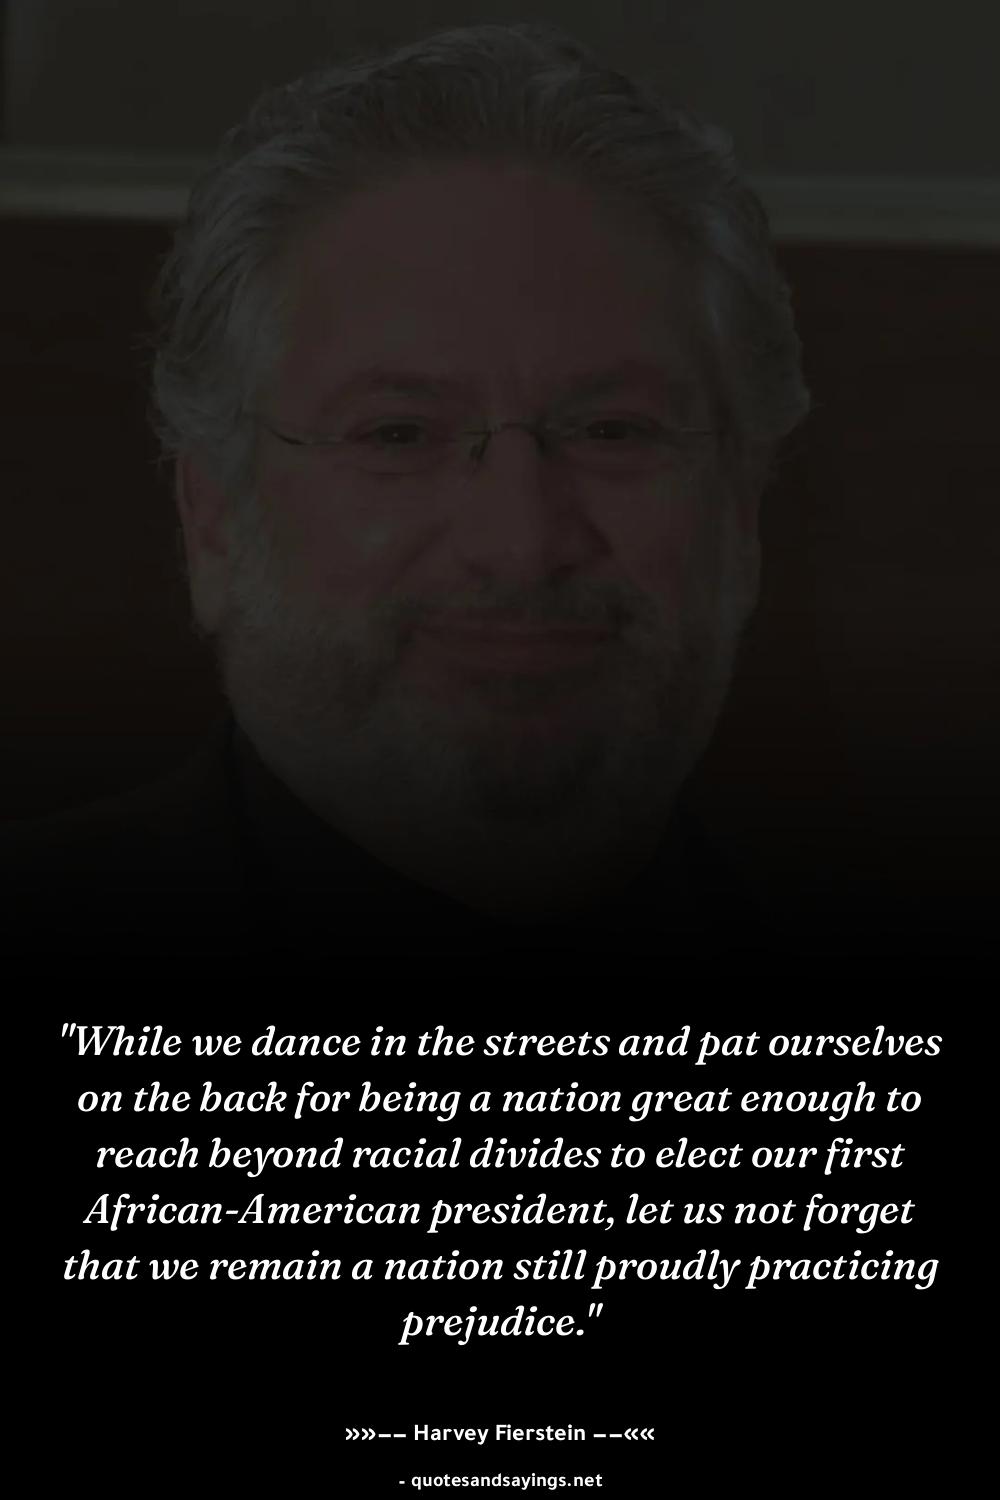 "While we dance in the streets and pat ourselves
on the back for being a nation great enough to
reach beyond racial divides to elect our first
African-American president, let us not forget
that we remain a nation still proudly practicing
prejudice."
»»–– Harvey Fierstein ––««
- quotesandsayings.net